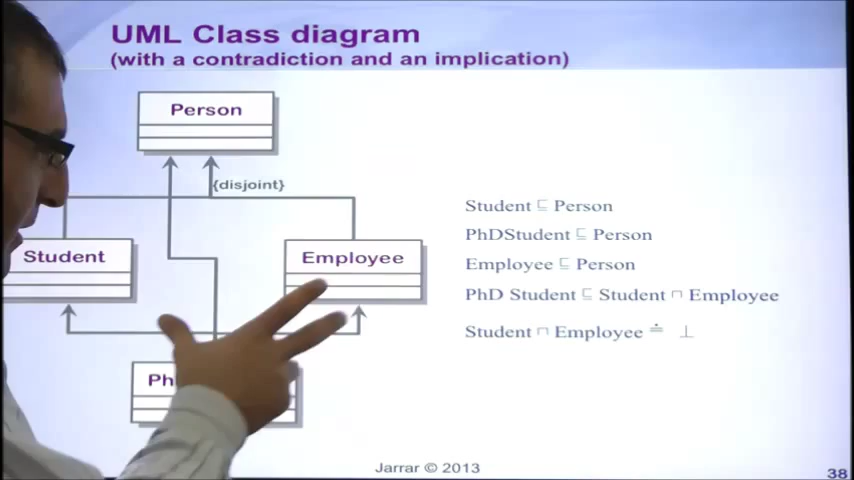 UML Class diagram
(with a contradiction and an implication)
Person
{disjoint}
Student
Employee
Ph
Student ⊑ Person
PhDStudent ⊑ Person
Employee ⊑ Person
PhD Student ⊑ Student ⊓ Employee
Student ⊓ Employee ≐ ⊥
Jarrar © 2013
38